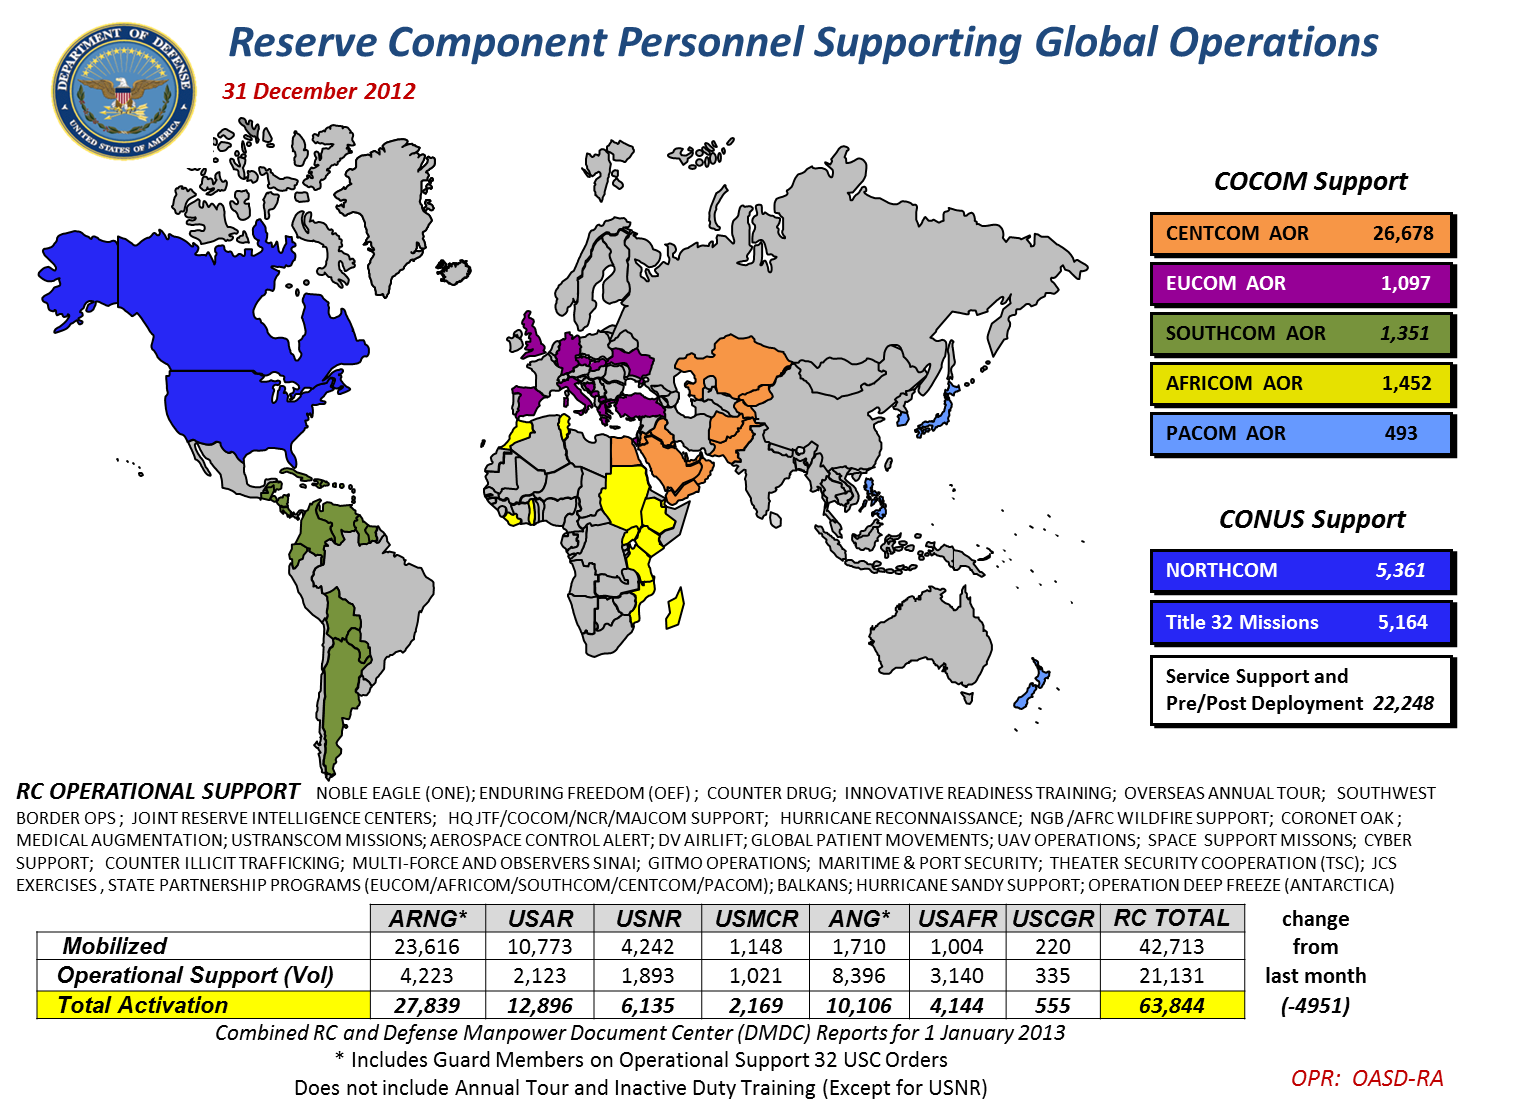 DEPARTMENT OF DEFENSE
UNITED STATES OF AMERICA
Reserve Component Personnel Supporting Global Operations
31 December 2012
COCOM Support
CENTCOM AOR 26,678
EUCOM AOR 1,097
SOUTHCOM AOR 1,351
AFRICOM AOR 1,452
PACOM AOR 493
CONUS Support
NORTHCOM 5,361
Title 32 Missions 5,164
Service Support and
Pre/Post Deployment 22,248
RC OPERATIONAL SUPPORT NOBLE EAGLE (ONE); ENDURING FREEDOM (OEF) ; COUNTER DRUG; INNOVATIVE READINESS TRAINING; OVERSEAS ANNUAL TOUR; SOUTHWEST
BORDER OPS ; JOINT RESERVE INTELLIGENCE CENTERS; HQ JTF/COCOM/NCR/MAJCOM SUPPORT; HURRICANE RECONNAISSANCE; NGB /AFRC WILDFIRE SUPPORT; CORONET OAK ;
MEDICAL AUGMENTATION; USTRANSCOM MISSIONS; AEROSPACE CONTROL ALERT; DV AIRLIFT; GLOBAL PATIENT MOVEMENTS; UAV OPERATIONS; SPACE SUPPORT MISSONS; CYBER
SUPPORT; COUNTER ILLICIT TRAFFICKING; MULTI-FORCE AND OBSERVERS SINAI; GITMO OPERATIONS; MARITIME & PORT SECURITY; THEATER SECURITY COOPERATION (TSC); JCS
EXERCISES , STATE PARTNERSHIP PROGRAMS (EUCOM/AFRICOM/SOUTHCOM/CENTCOM/PACOM); BALKANS; HURRICANE SANDY SUPPORT; OPERATION DEEP FREEZE (ANTARCTICA)
ARNG* USAR USNR USMCR ANG* USAFR USCGR RC TOTAL change
Mobilized 23,616 10,773 4,242 1,148 1,710 1,004 220 42,713 from
Operational Support (Vol) 4,223 2,123 1,893 1,021 8,396 3,140 335 21,131 last month
Total Activation 27,839 12,896 6,135 2,169 10,106 4,144 555 63,844 (-4951)
Combined RC and Defense Manpower Document Center (DMDC) Reports for 1 January 2013
* Includes Guard Members on Operational Support 32 USC Orders
Does not include Annual Tour and Inactive Duty Training (Except for USNR)
OPR: OASD-RA